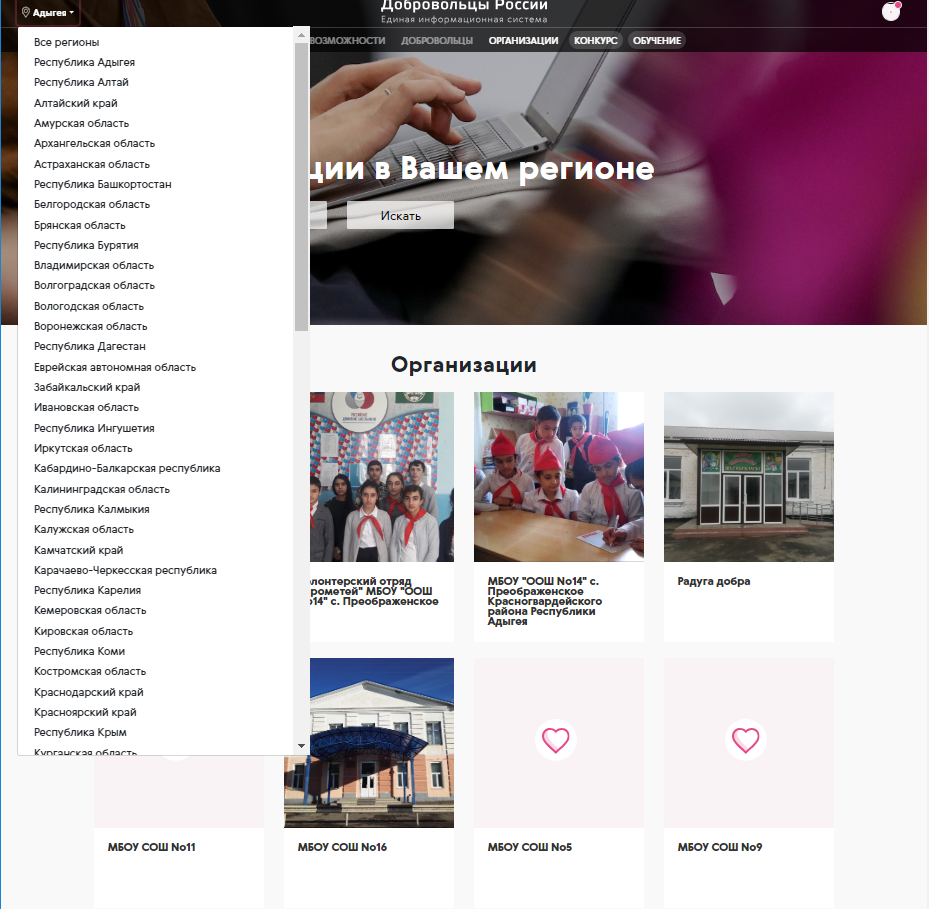 Адыгея
Добровольцы России
Единая информационная система
ВОЗМОЖНОСТИ
ДОБРОВОЛЬЦЫ
ОРГАНИЗАЦИИ
КОНКУРС
ОБУЧЕНИЕ
Все регионы
Республика Адыгея
Республика Алтай
Алтайский край
Амурская область
Архангельская область
Астраханская область
Республика Башкортостан
Белгородская область
Брянская область
Республика Бурятия
Владимирская область
Волгоградская область
Вологодская область
Воронежская область
Республика Дагестан
Еврейская автономная область
Забайкальский край
Ивановская область
Республика Ингушетия
Иркутская область
Кабардино-Балкарская республика
Калининградская область
Республика Калмыкия
Калужская область
Камчатский край
Карачаево-Черкесская республика
Республика Карелия
Кемеровская область
Кировская область
Республика Коми
Костромская область
Краснодарский край
Красноярский край
Республика Крым
Курганская область
ции в Вашем регионе
Искать
Организации
олонтерский отряд
рометей" МБОУ "ООШ
о14" с. Преображенское
МБОУ "ООШ No14" с.
Преображенское
Красногвардейского
района Республики
Адыгея
Радуга добра
МБОУ СОШ No11
МБОУ СОШ No16
МБОУ СОШ No5
МБОУ СОШ No9